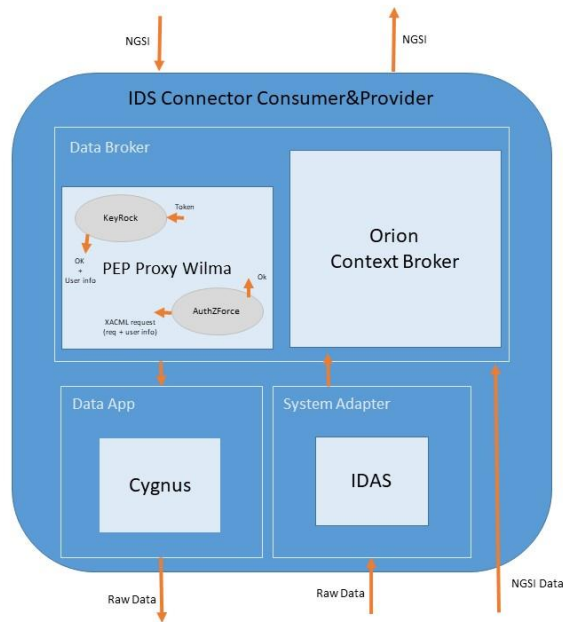 NGSI
NGSI
IDS Connector Consumer&Provider
Data Broker
KeyRock
Token
OK
+
User info
PEP Proxy Wilma
Ok
AuthZForce
XACML request
(req + user info)
Orion
Context Broker
Data App
System Adapter
Cygnus
IDAS
Raw Data
Raw Data
NGSI Data